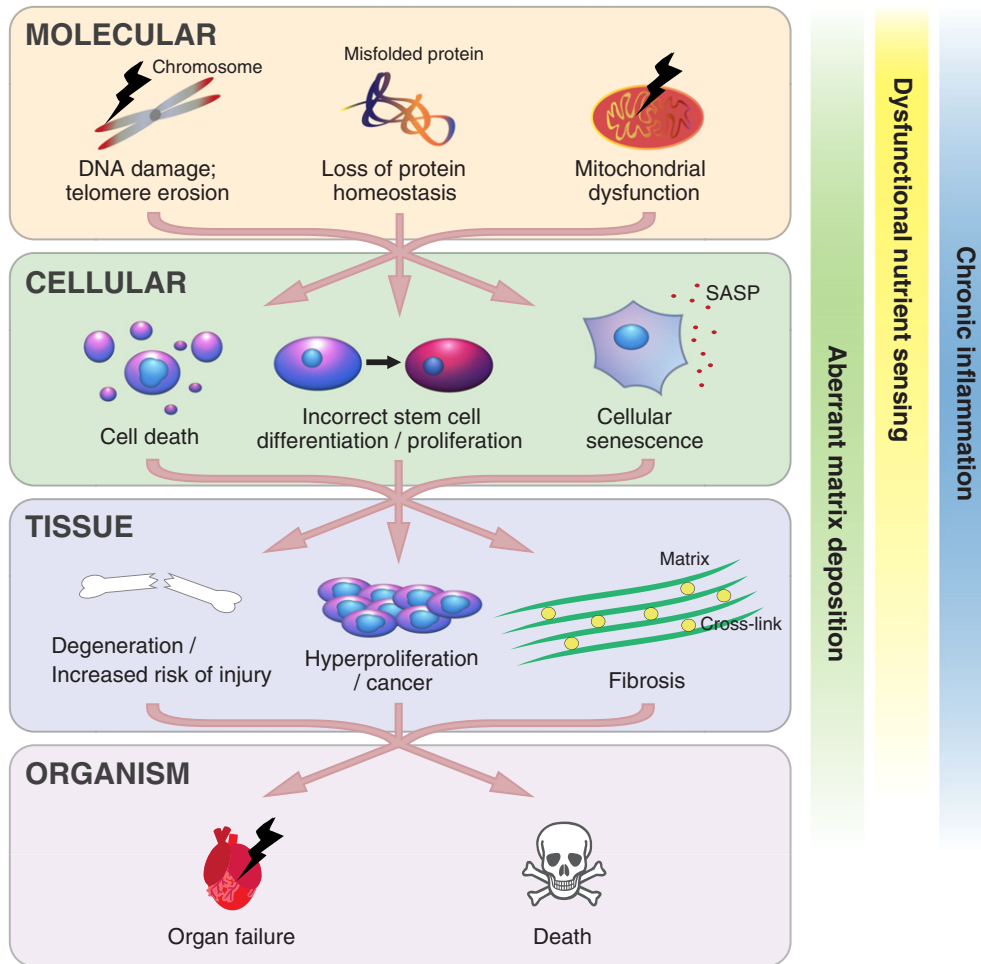 MOLECULAR
Chromosome
Misfolded protein
DNA damage;
telomere erosion
Loss of protein
homeostasis
Mitochondrial
dysfunction
CELLULAR
SASP
Cell death
Incorrect stem cell
differentiation / proliferation
Cellular
senescence
TISSUE
Matrix
Cross-link
Degeneration /
Increased risk of injury
Hyperproliferation
/ cancer
Fibrosis
ORGANISM
Organ failure
Death
Aberrant matrix deposition
Dysfunctional nutrient sensing
Chronic inflammation